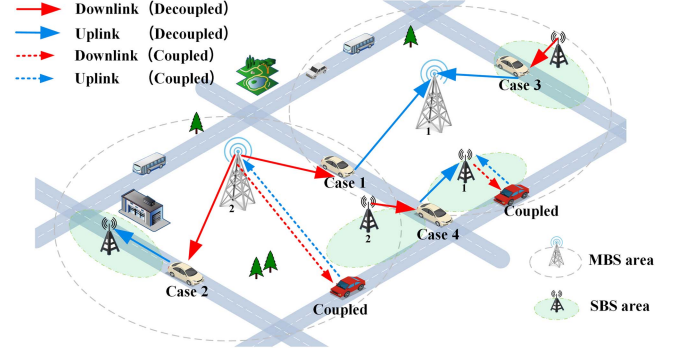 Downlink (Decoupled)
Uplink (Decoupled)
Downlink (Coupled)
Uplink (Coupled)
Case 3
1
Case 1
2
1
Coupled
2
Case 4
Case 2
Coupled
MBS area
SBS area